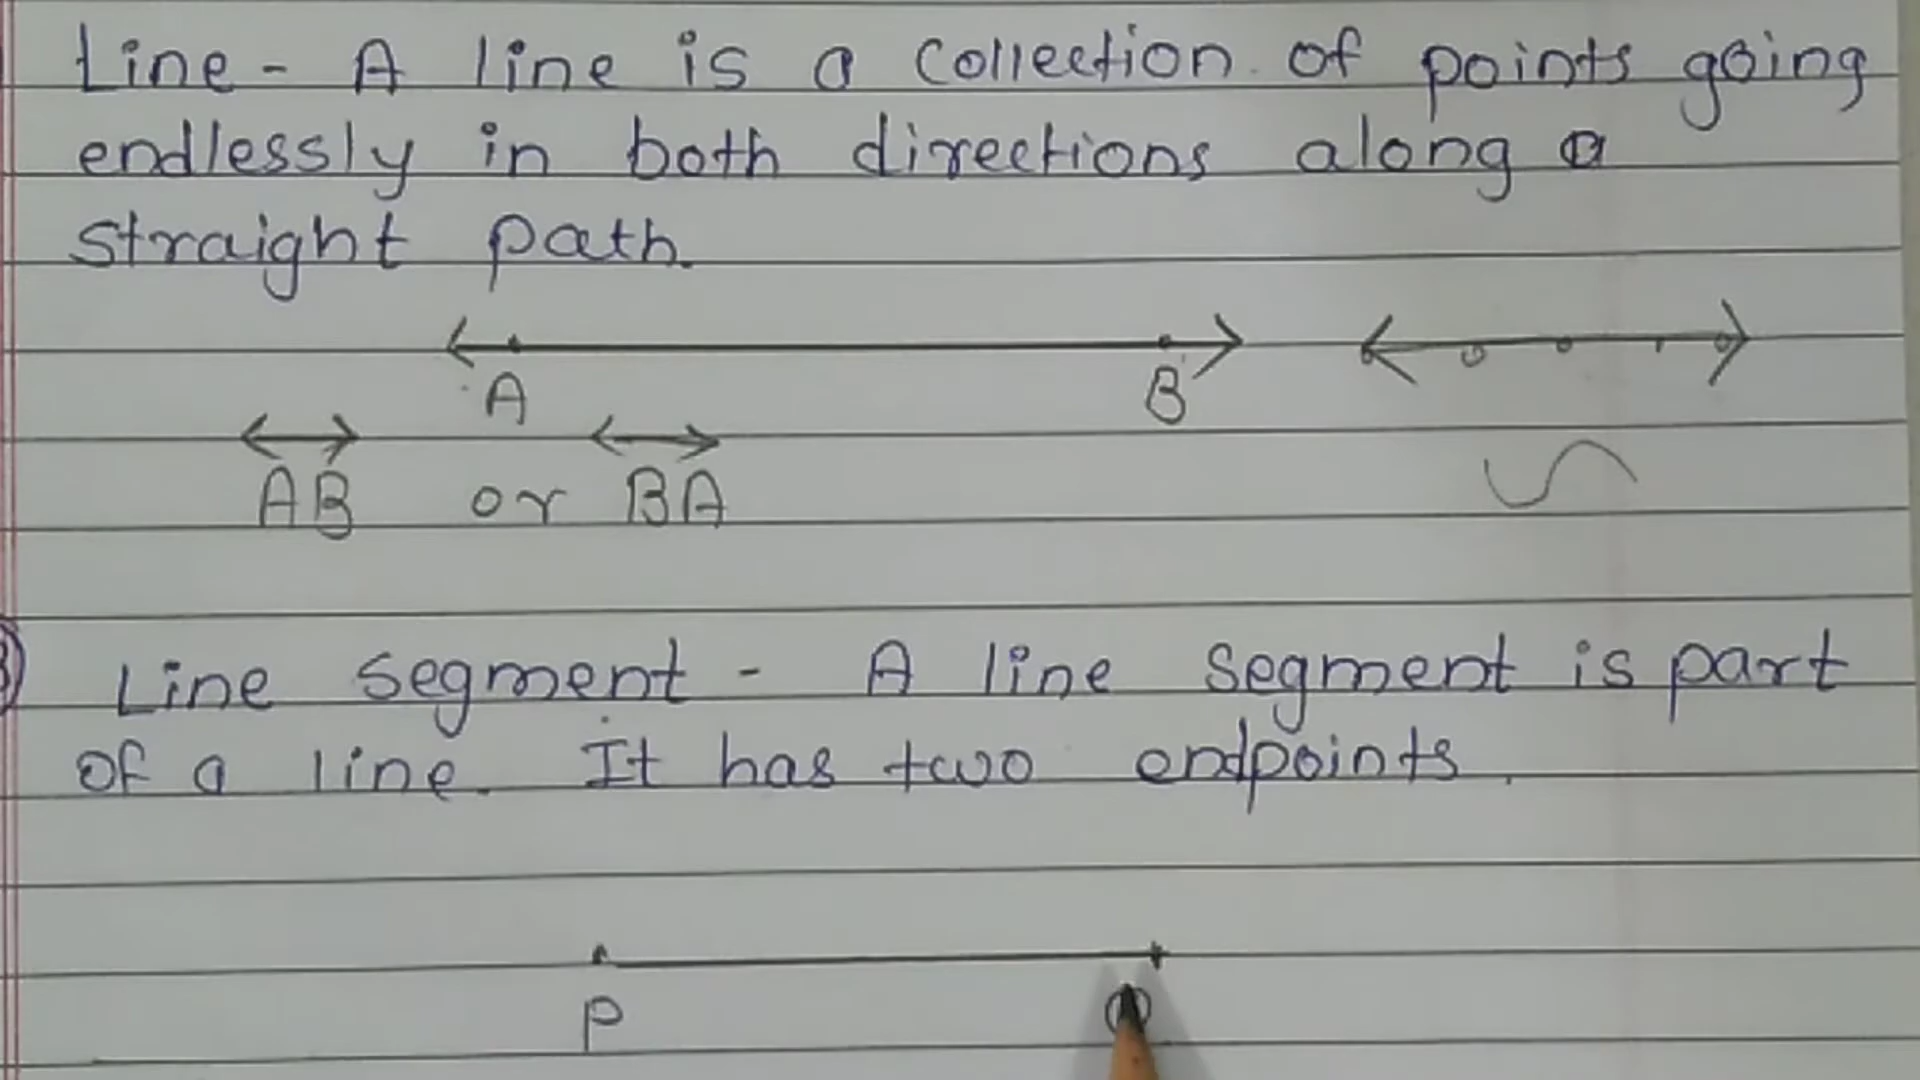 Line - A line is a collection of points going
endlessly in both directions along a
straight path.
A B
AB or BA
Line segment - A line segment is part
of a line. It has two endpoints.
P